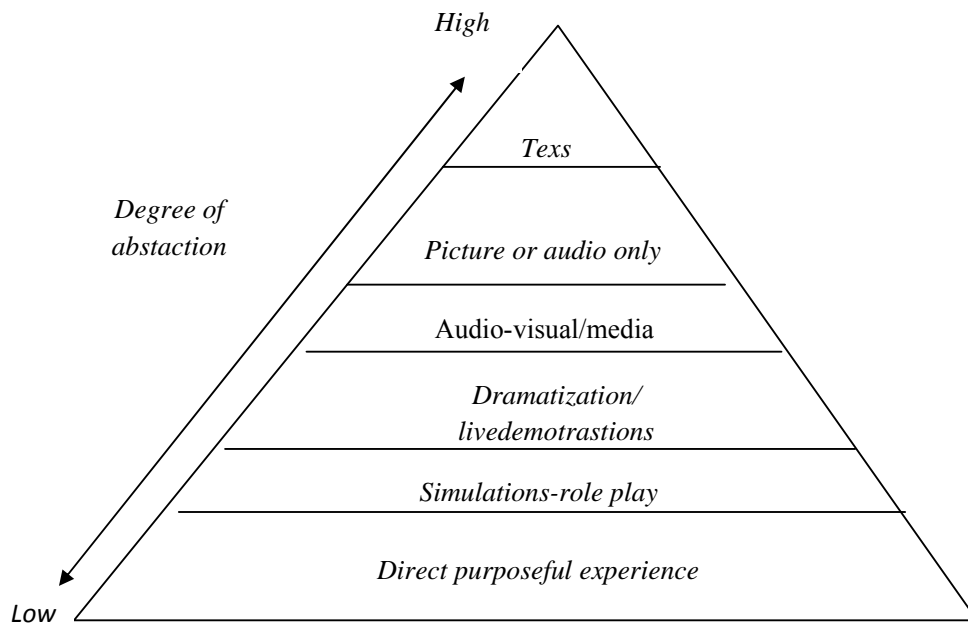 High
Texs
Degree of
abstaction
Picture or audio only
Audio-visual/media
Dramatization/
livedemotrastions
Simulations-role play
Direct purposeful experience
Low